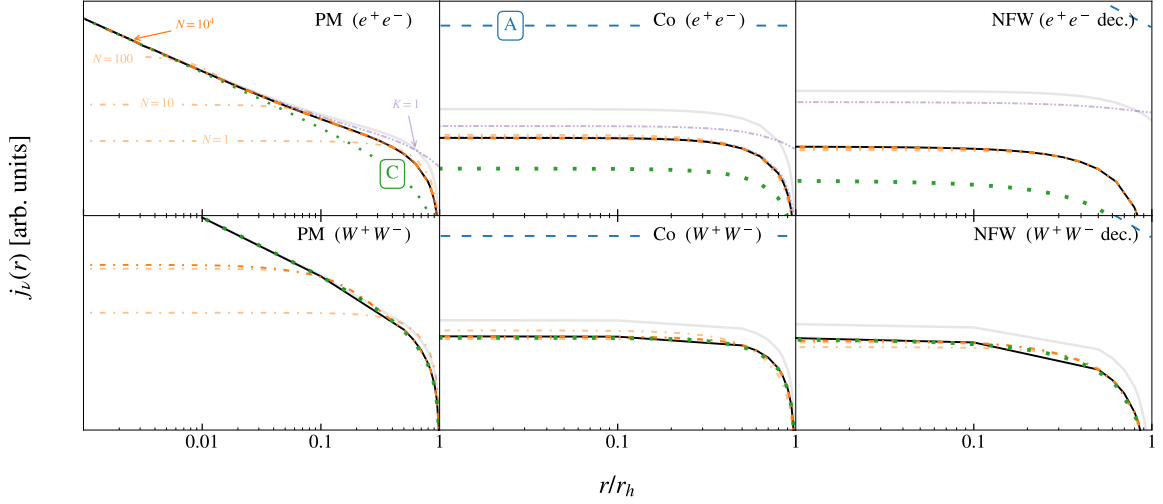 PM (e⁺e⁻)
Co (e⁺e⁻)
NFW (e⁺e⁻ dec.)
N=10⁴
A
N=100
N=10
K=1
N=1
C
PM (W⁺W⁻)
Co (W⁺W⁻)
NFW (W⁺W⁻ dec.)
j_ν(r) [arb. units]
0.01 0.1 1 0.1 1 0.1 1
r/r_h